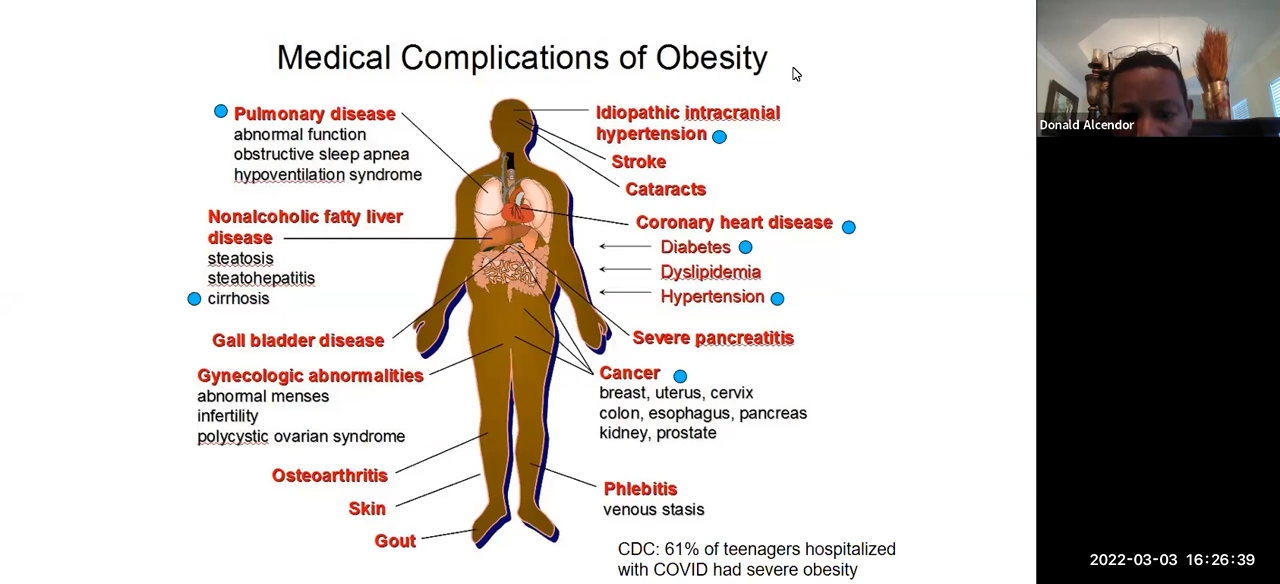 Medical Complications of Obesity
Pulmonary disease
abnormal function
obstructive sleep apnea
hypoventilation syndrome
Nonalcoholic fatty liver
disease
steatosis
steatohepatitis
cirrhosis
Gall bladder disease
Gynecologic abnormalities
abnormal menses
infertility
polycystic ovarian syndrome
Osteoarthritis
Skin
Gout
Idiopathic intracranial
hypertension
Stroke
Cataracts
Coronary heart disease
Diabetes
Dyslipidemia
Hypertension
Severe pancreatitis
Cancer
breast, uterus, cervix
colon, esophagus, pancreas
kidney, prostate
Phlebitis
venous stasis
CDC: 61% of teenagers hospitalized
with COVID had severe obesity
Donald Alcendor
2022-03-03 16:26:39